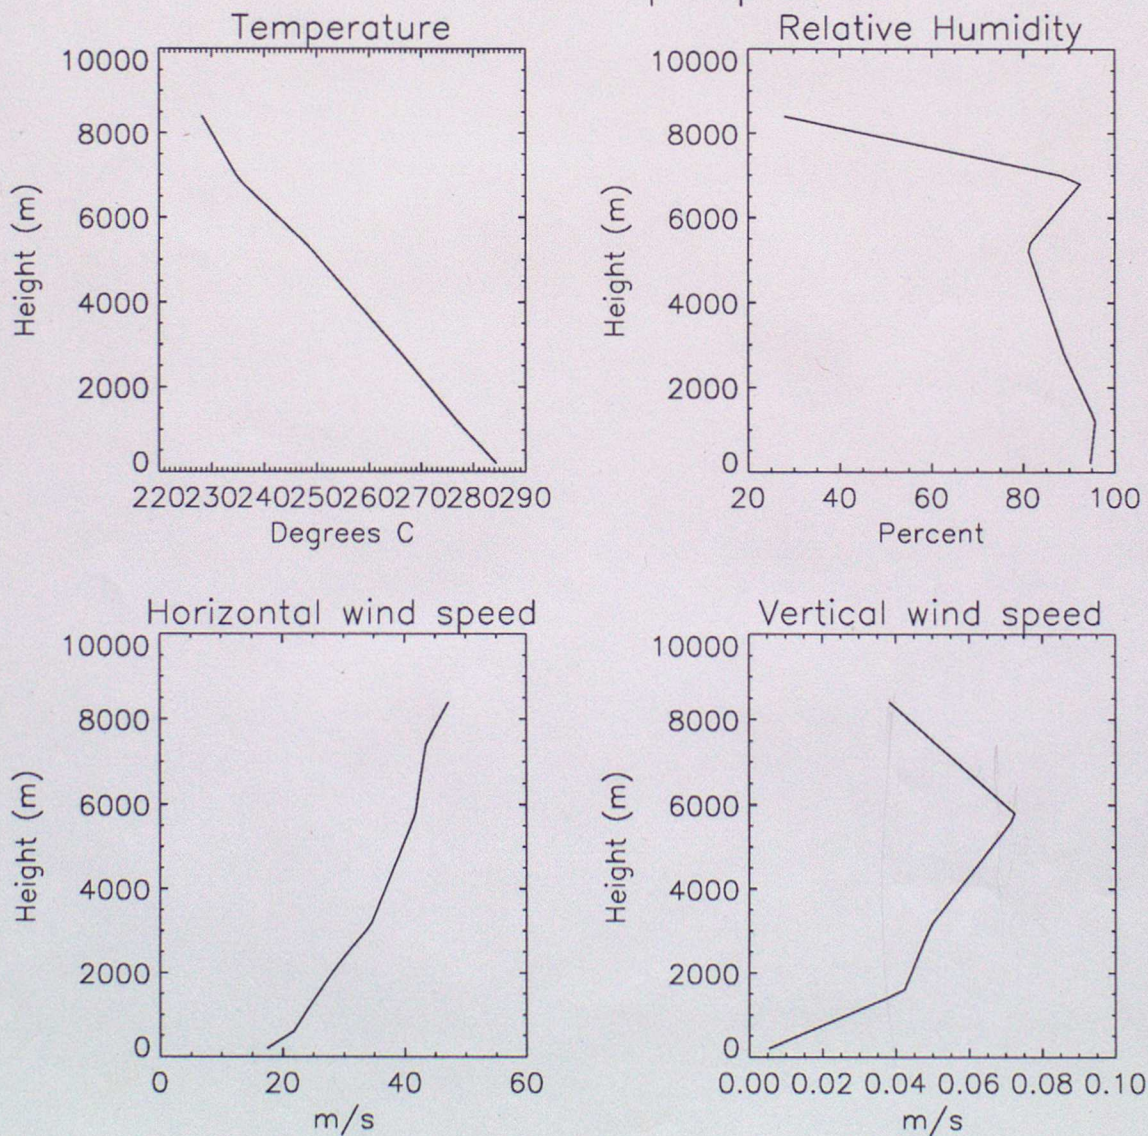 Temperature
10000
8000
6000
4000
2000
0
Height (m)
220230240250260270280290
Degrees C
Relative Humidity
10000
8000
6000
4000
2000
0
Height (m)
20 40 60 80 100
Percent
Horizontal wind speed
10000
8000
6000
4000
2000
0
Height (m)
0 20 40 60
m/s
Vertical wind speed
10000
8000
6000
4000
2000
0
Height (m)
0.00 0.02 0.04 0.06 0.08 0.10
m/s